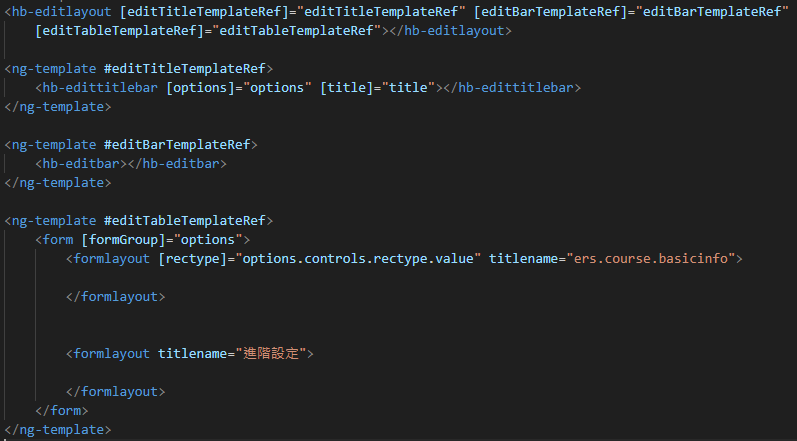 <hb-editlayout [editTitleTemplateRef]="editTitleTemplateRef" [editBarTemplateRef]="editBarTemplateRef"
    [editTableTemplateRef]="editTableTemplateRef"></hb-editlayout>
<ng-template #editTitleTemplateRef>
    <hb-edittitlebar [options]="options" [title]="title"></hb-edittitlebar>
</ng-template>
<ng-template #editBarTemplateRef>
    <hb-editbar></hb-editbar>
</ng-template>
<ng-template #editTableTemplateRef>
    <form [formGroup]="options">
        <formlayout [rectype]="options.controls.rectype.value" titlename="ers.course.basicinfo">
        </formlayout>
        <formlayout titlename="進階設定">
        </formlayout>
    </form>
</ng-template>